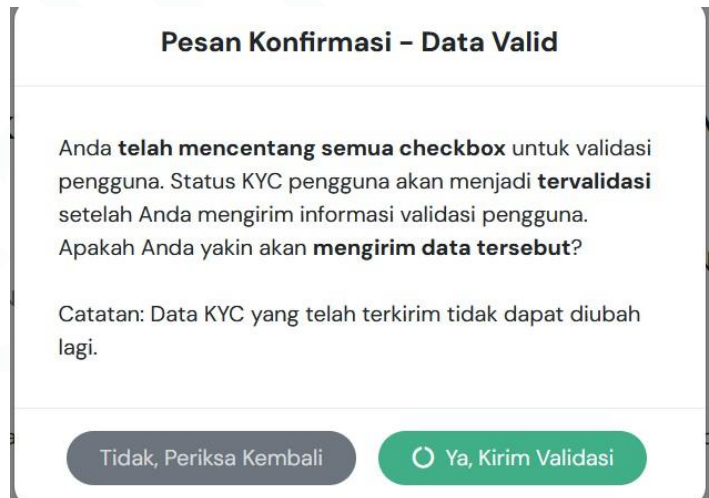 Pesan Konfirmasi – Data Valid
Anda telah mencentang semua checkbox untuk validasi
pengguna. Status KYC pengguna akan menjadi tervalidasi
setelah Anda mengirim informasi validasi pengguna.
Apakah Anda yakin akan mengirim data tersebut?
Catatan: Data KYC yang telah terkirim tidak dapat diubah
lagi.
Tidak, Periksa Kembali
Ya, Kirim Validasi